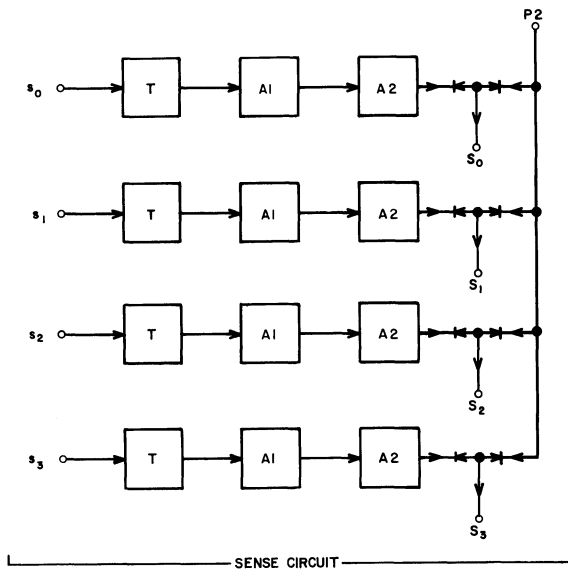 P2
s₀ T A1 A2
S₀
s₁ T A1 A2
S₁
s₂ T A1 A2
S₂
s₃ T A1 A2
S₃
SENSE CIRCUIT